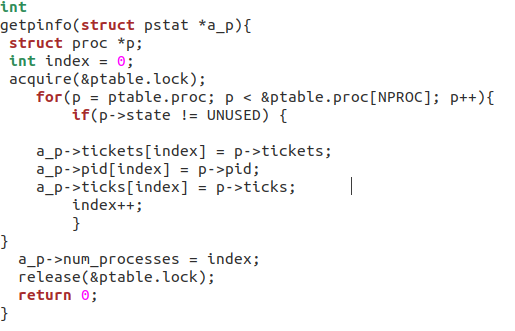 int
getpinfo(struct pstat *a_p){
 struct proc *p;
 int index = 0;
 acquire(&ptable.lock);
    for(p = ptable.proc; p < &ptable.proc[NPROC]; p++){
        if(p->state != UNUSED) {

    a_p->tickets[index] = p->tickets;
    a_p->pid[index] = p->pid;
    a_p->ticks[index] = p->ticks;
        index++;
        }
}
  a_p->num_processes = index;
  release(&ptable.lock);
  return 0;
}